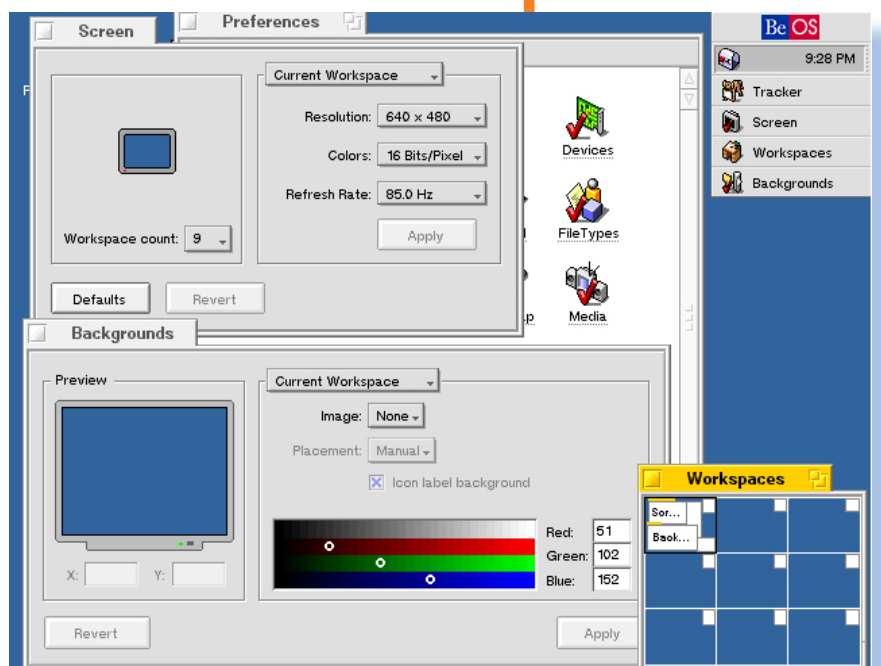 Screen
Preferences
Be OS
9:28 PM
Tracker
Screen
Workspaces
Backgrounds
Current Workspace
Resolution: 640 x 480
Colors: 16 Bits/Pixel
Refresh Rate: 85.0 Hz
Apply
Workspace count: 9
Defaults
Revert
Devices
FileTypes
Media
Backgrounds
Preview
Current Workspace
Image: None
Placement: Manual
Icon label background
Red: 51
Green: 102
Blue: 152
X:
Y:
Revert
Apply
Workspaces
Scr...
Back...